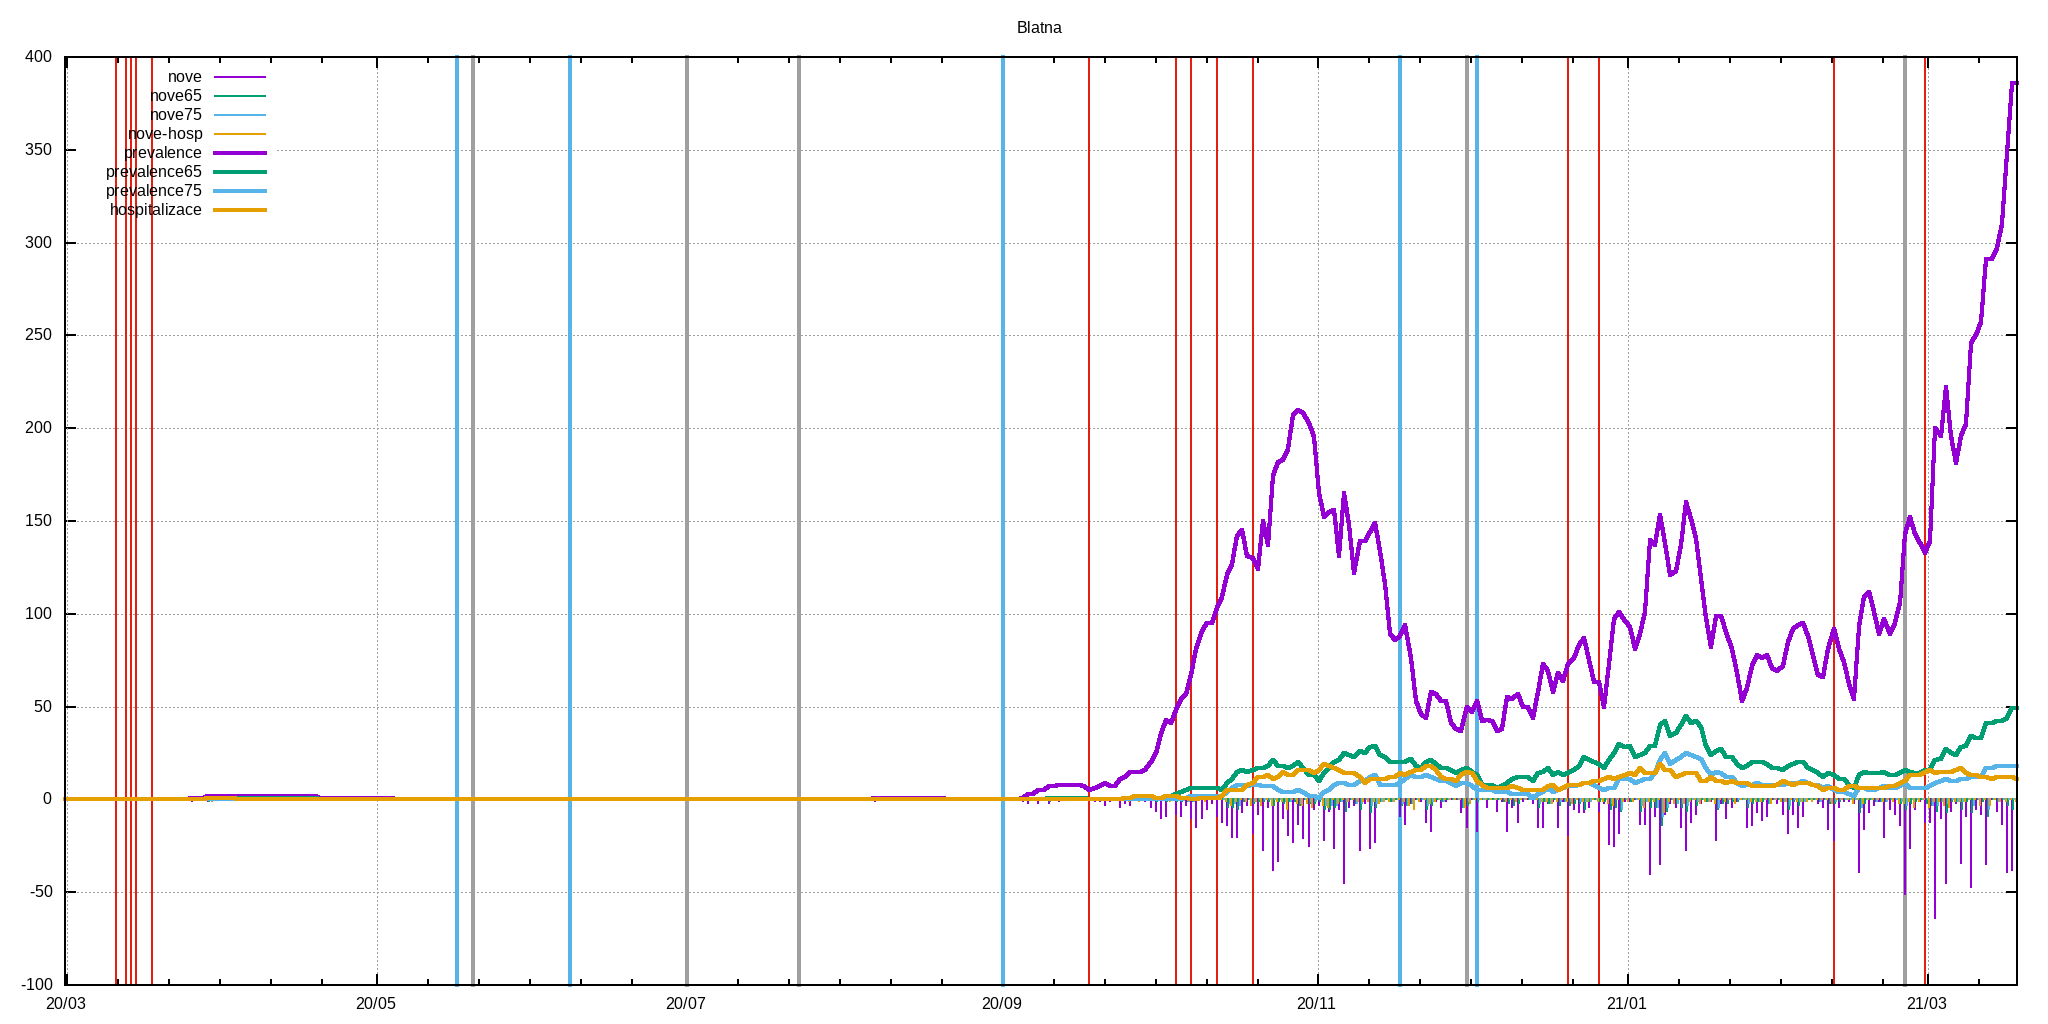 Blatna
400
350
300
250
200
150
100
50
0
-50
-100
nove
nove65
nove75
nove-hosp
prevalence
prevalence65
prevalence75
hospitalizace
20/03 20/05 20/07 20/09 20/11 21/01 21/03